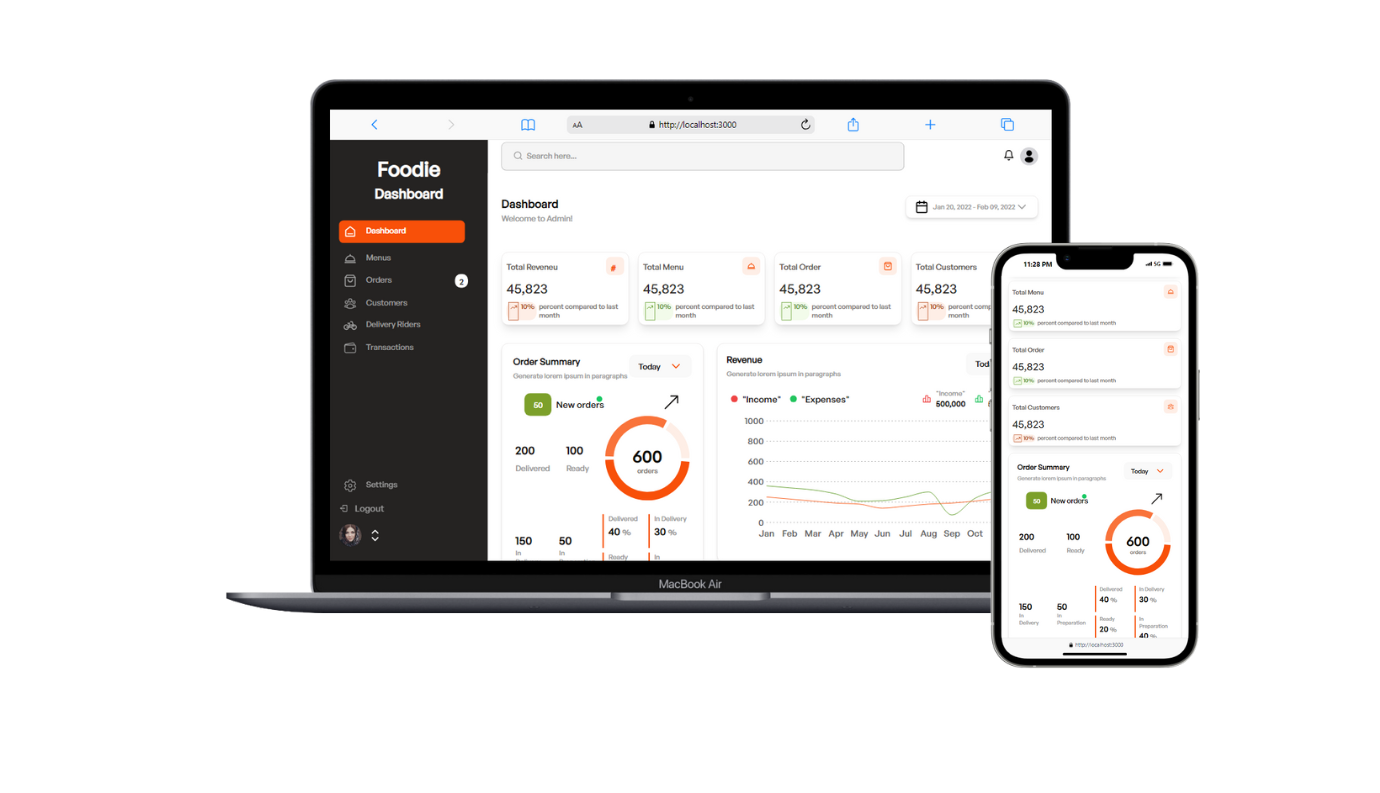 AA
http://localhost:3000
Foodie
Dashboard
Dashboard
Menus
Orders
2
Customers
Delivery Riders
Transactions
Settings
Logout
Search here...
Dashboard
Welcome to Admin!
Jan 20, 2022 - Feb 09, 2022
Total Reveneu
45,823
10% percent compared to last
month
Total Menu
45,823
10% percent compared to last
month
Total Order
45,823
10% percent compared to last
month
Total Customers
45,823
10% percent comp
month
Order Summary
Generate lorem ipsum in paragraphs
Today
50
New orders
200
Delivered
100
Ready
600
orders
150
In
50
In
Delivered
40 %
In Delivery
30 %
Ready
In
Revenue
Generate lorem ipsum in paragraphs
Tod
"Income"
"Expenses"
"Income"
500,000
1000
800
600
400
200
0
Jan Feb Mar Apr May Jun Jul Aug Sep Oct
MacBook Air
11:28 PM
5G
Total Menu
45,823
10% percent compared to last month
Total Order
45,823
10% percent compared to last month
Total Customers
45,823
10% percent compared to last month
Order Summary
Generate lorem ipsum in paragraphs
Today
50
New orders
200
Delivered
100
Ready
600
orders
150
In
Delivery
50
In
Preparation
Delivered
40 %
In Delivery
30 %
Ready
20 %
In
Preparation
40 %
http://localhost:3000